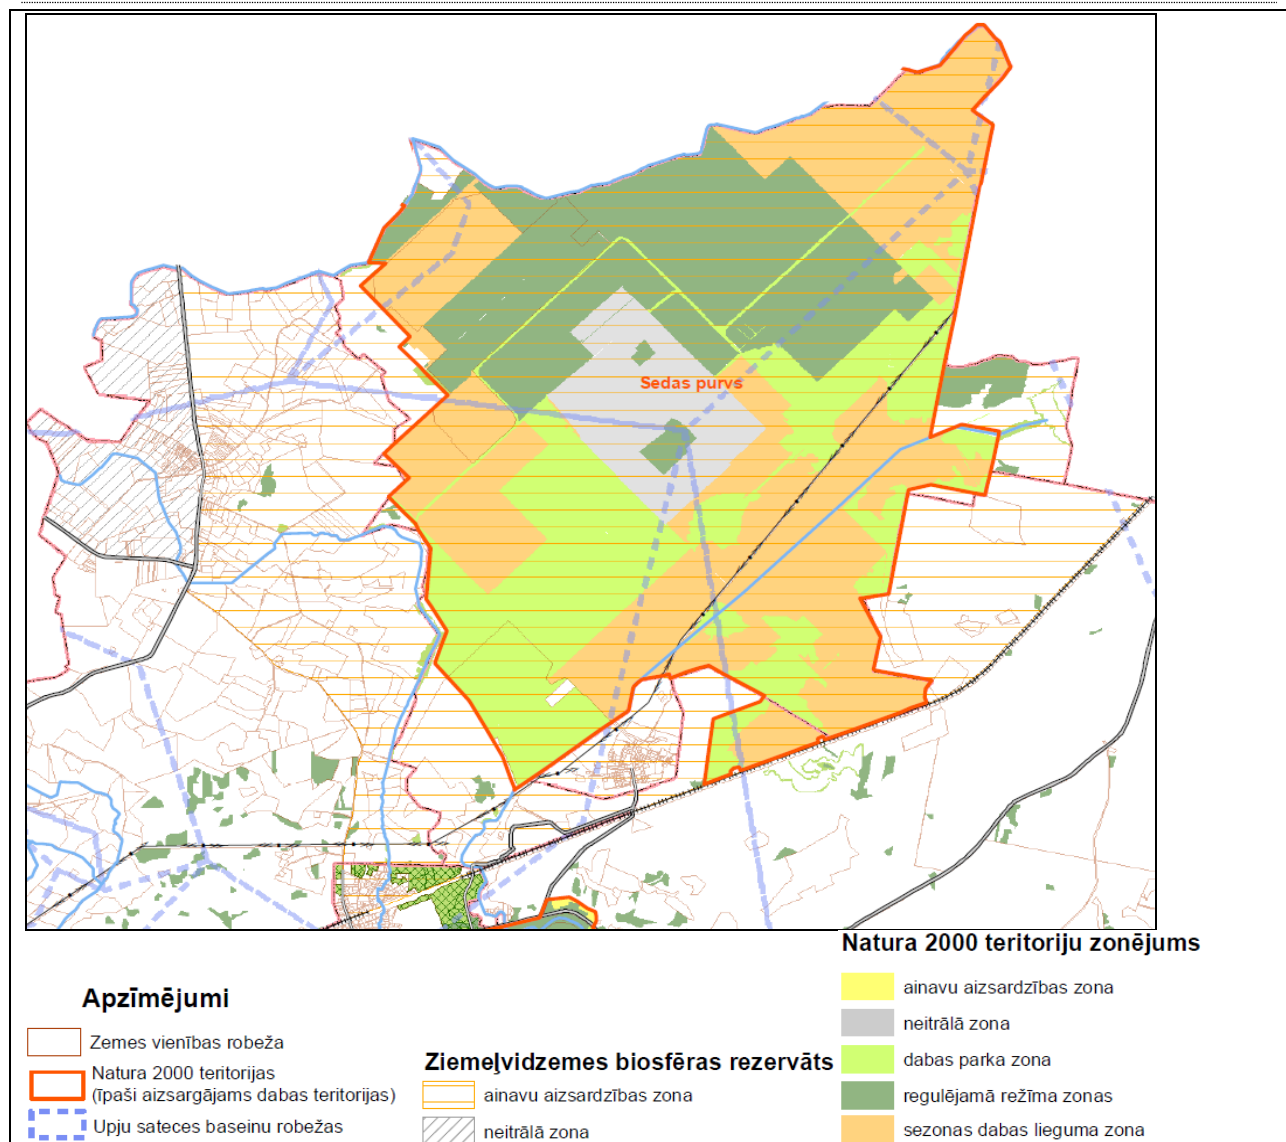 Sedas purvs
Apzīmējumi
Zemes vienības robeža
Natura 2000 teritorijas
(īpaši aizsargājams dabas teritorijas)
Upju sateces baseinu robežas
Ziemeļvidzemes biosfēras rezervāts
ainavu aizsardzības zona
neitrālā zona
Natura 2000 teritoriju zonējums
ainavu aizsardzības zona
neitrālā zona
dabas parka zona
regulējamā režīma zonas
sezonas dabas lieguma zona